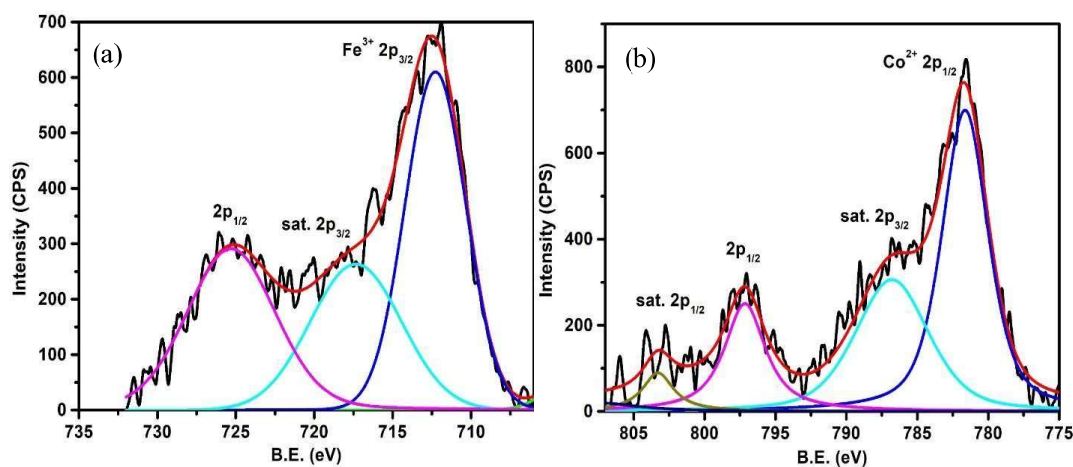 (a)
Fe³⁺ 2p₃/₂
2p₁/₂
sat. 2p₃/₂
Intensity (CPS)
700
600
500
400
300
200
100
0
735 730 725 720 715 710
B.E. (eV)
(b)
Co²⁺ 2p₁/₂
sat. 2p₃/₂
2p₁/₂
sat. 2p₁/₂
Intensity (CPS)
800
600
400
200
0
805 800 795 790 785 780 775
B.E. (eV)